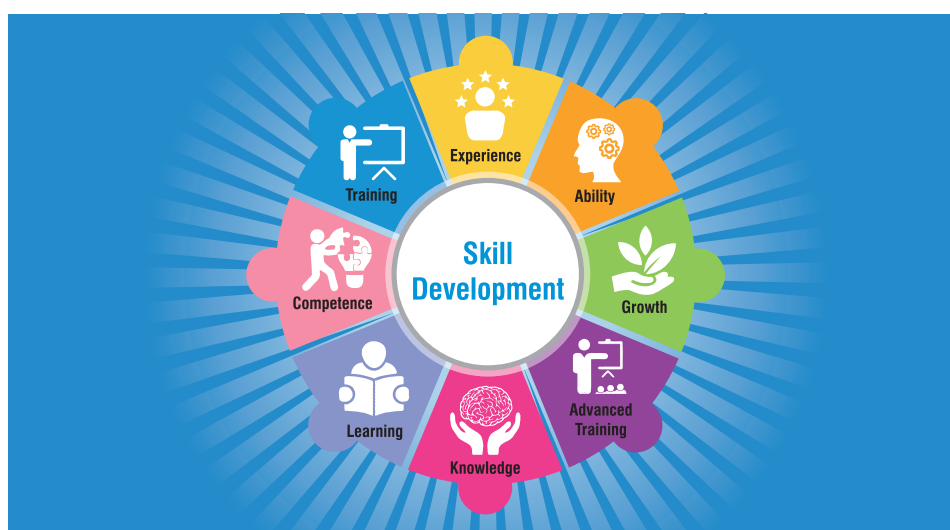 Experience
Training
Ability
Skill
Development
Competence
Growth
Advanced
Training
Learning
Knowledge